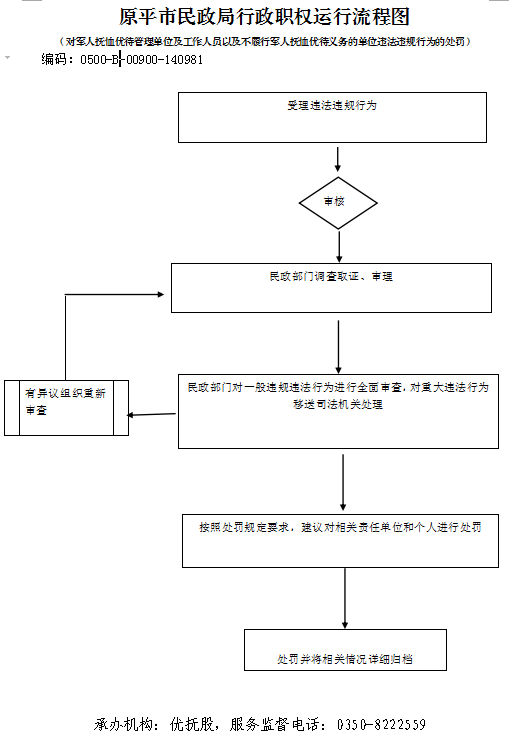 原平市民政局行政职权运行流程图
（对军人抚恤优待管理单位及工作人员以及不履行军人抚恤优待义务的单位违法违规行为的处罚）
编码：0500-B-00900-140981
受理违法违规行为
审核
民政部门调查取证、审理
民政部门对一般违规违法行为进行全面审查，对重大违法行为
移送司法机关处理
有异议组织重新
审查
按照处罚规定要求，建议对相关责任单位和个人进行处罚
处罚并将相关情况详细归档
承办机构：优抚股，服务监督电话：0350-8222559